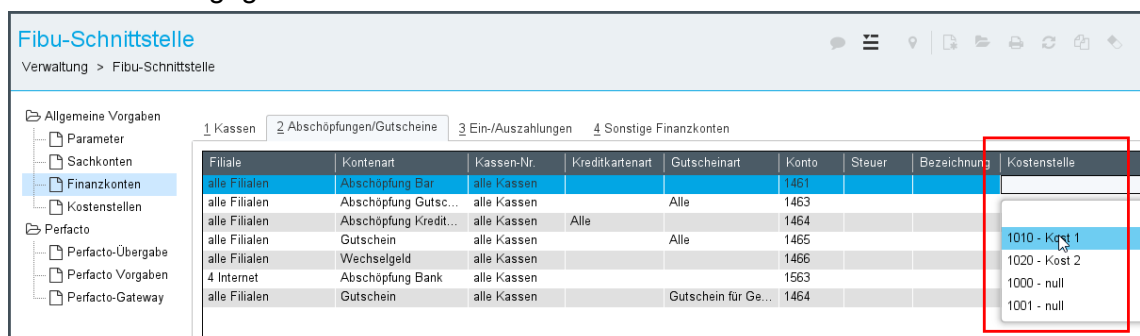 Fibu-Schnittstelle
Verwaltung > Fibu-Schnittstelle
Allgemeine Vorgaben
Parameter
Sachkonten
Finanzkonten
Kostenstellen
Perfacto
Perfacto-Übergabe
Perfacto Vorgaben
Perfacto-Gateway
1 Kassen 2 Abschöpfungen/Gutscheine 3 Ein-/Auszahlungen 4 Sonstige Finanzkonten
Filiale Kontenart Kassen-Nr. Kreditkartenart Gutscheinart Konto Steuer Bezeichnung Kostenstelle
alle Filialen Abschöpfung Bar alle Kassen 1461
alle Filialen Abschöpfung Gutsc... alle Kassen Alle 1463
alle Filialen Abschöpfung Kredit... alle Kassen Alle 1464
alle Filialen Gutschein alle Kassen Alle 1465
alle Filialen Wechselgeld alle Kassen 1466
4 Internet Abschöpfung Bank alle Kassen 1563
alle Filialen Gutschein alle Kassen Gutschein für Ge... 1464
1010 - Kost 1
1020 - Kost 2
1000 - null
1001 - null